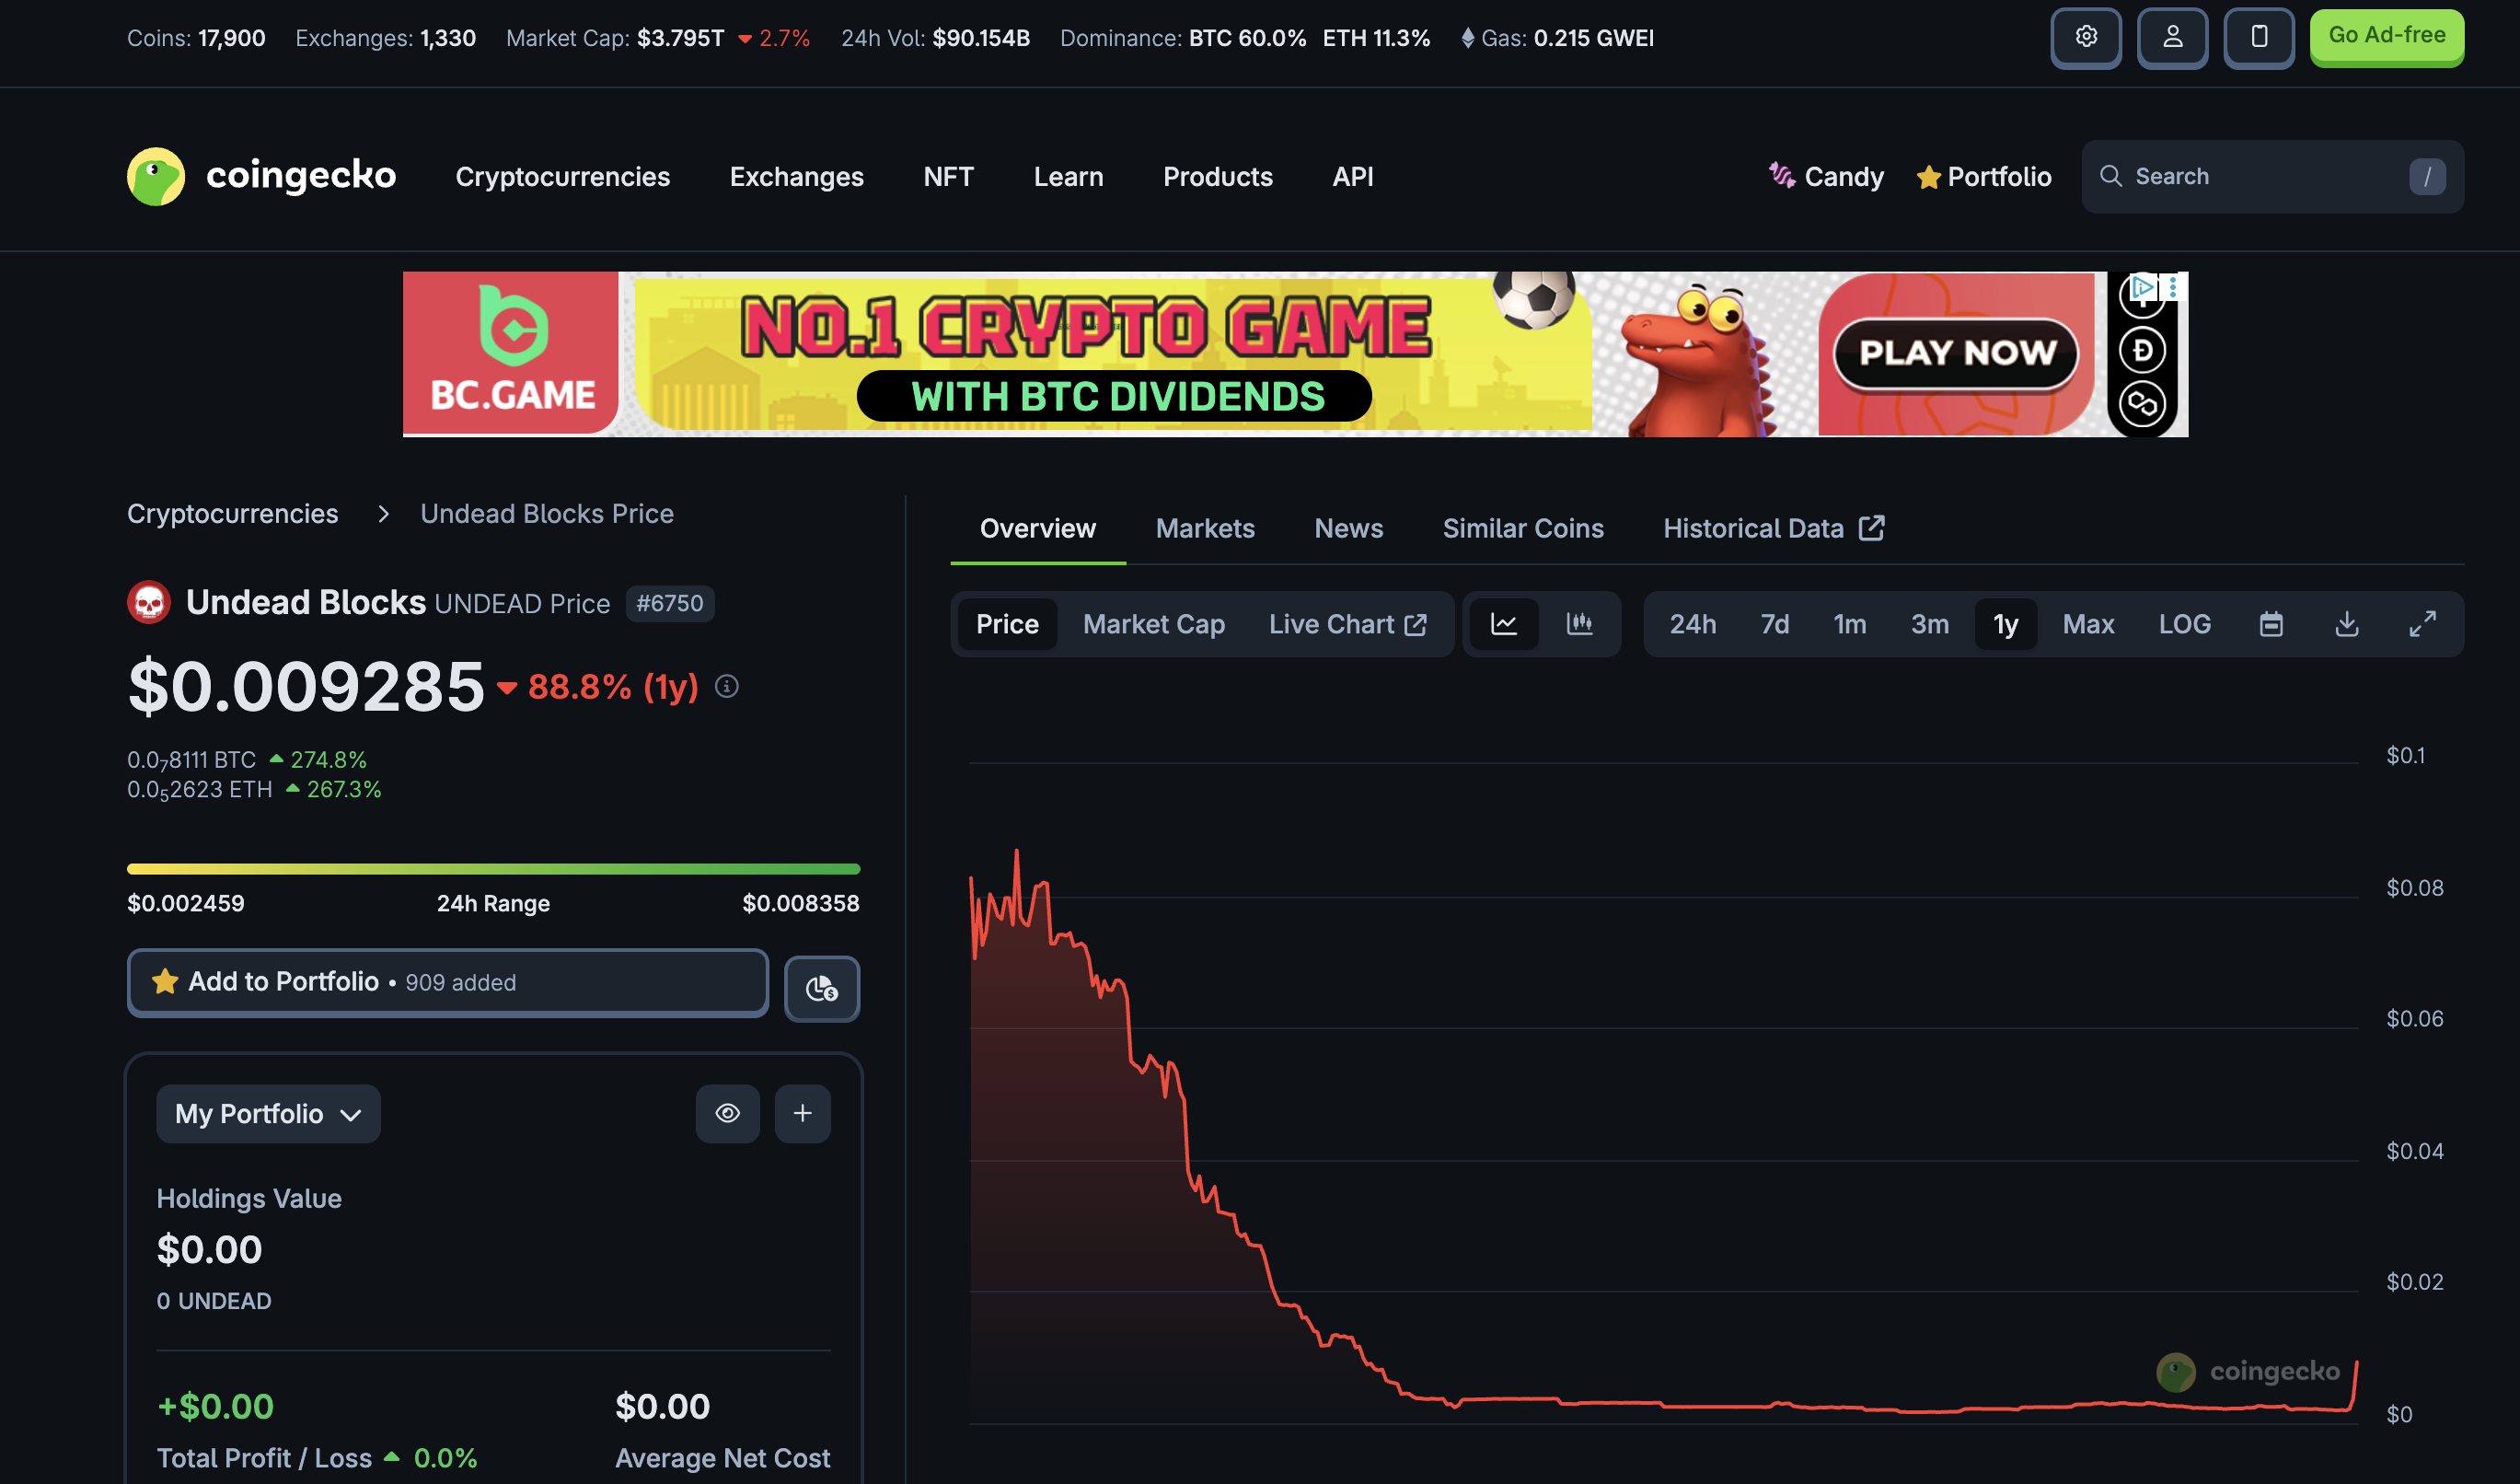 Coins: 17,900 Exchanges: 1,330 Market Cap: $3.795T 2.7% 24h Vol: $90.154B Dominance: BTC 60.0% ETH 11.3% Gas: 0.215 GWEI
Go Ad-free
coingecko Cryptocurrencies Exchanges NFT Learn Products API Candy Portfolio Search /
BC.GAME
NO.1 CRYPTO GAME
WITH BTC DIVIDENDS
PLAY NOW
Cryptocurrencies > Undead Blocks Price
Undead Blocks UNDEAD Price #6750
$0.009285 88.8% (1y)
0.0₇8111 BTC 274.8%
0.0₅2623 ETH 267.3%
$0.002459 24h Range $0.008358
Add to Portfolio • 909 added
My Portfolio +
Holdings Value
$0.00
0 UNDEAD
+$0.00 $0.00
Total Profit / Loss 0.0% Average Net Cost
Overview Markets News Similar Coins Historical Data
Price Market Cap Live Chart 24h 7d 1m 3m 1y Max LOG
$0.1
$0.08
$0.06
$0.04
$0.02
coingecko
$0